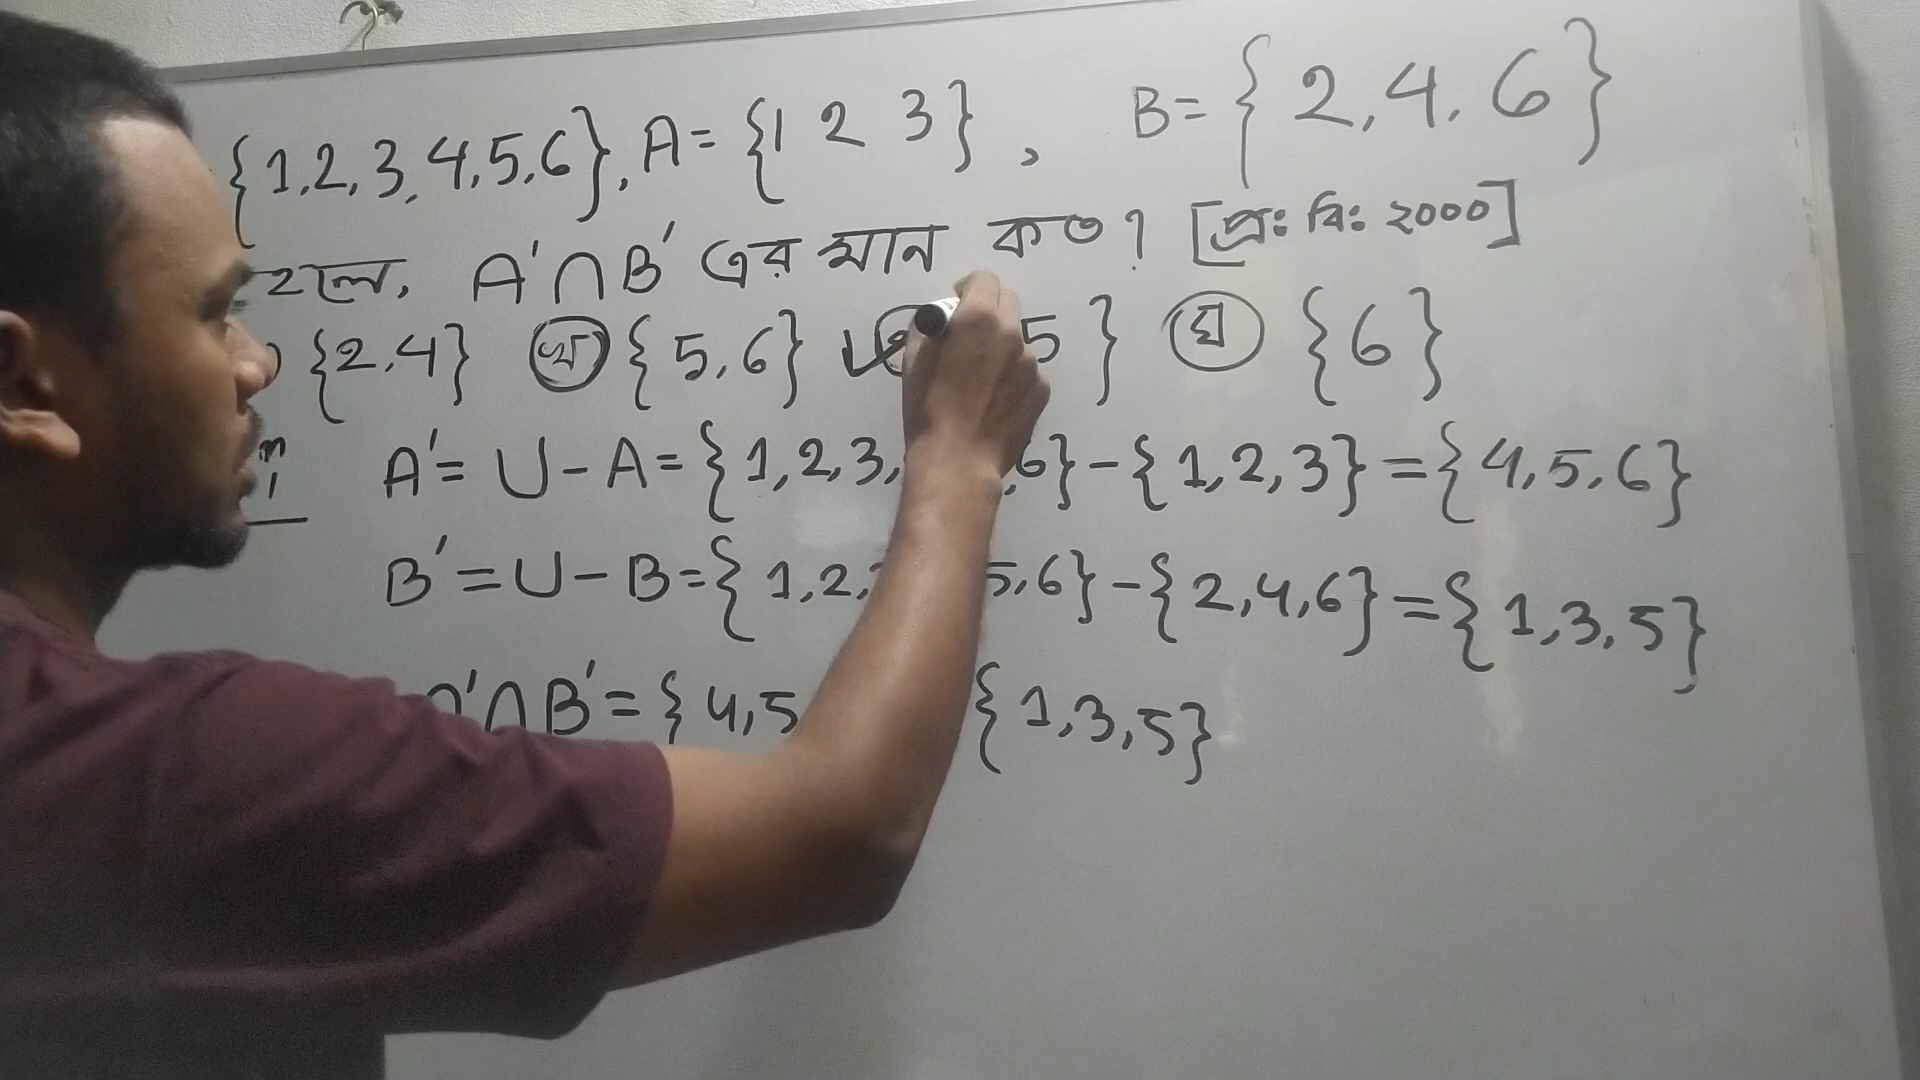 {1,2,3,4,5,6}, A = {1 2 3}, B = {2,4,6}
হলে, A'∩B' এর মান কত? [প্র: বি: ২০০০]
{2,4} খ {5,6} 5} ঘ {6}
A' = U - A = {1,2,3, 6} - {1,2,3} = {4,5,6}
B' = U - B = {1,2, 5,6} - {2,4,6} = {1,3,5}
'∩B' = {4,5 {1,3,5}